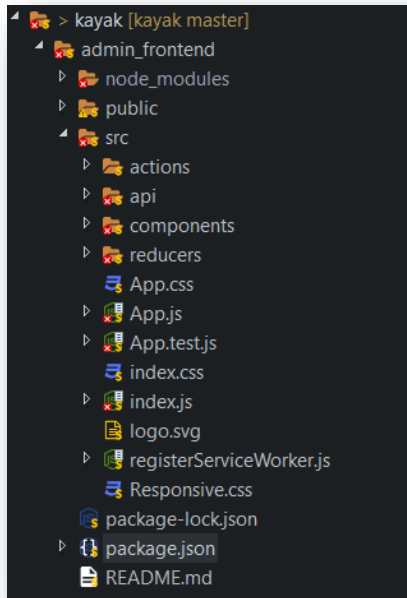 > kayak [kayak master]
admin_frontend
node_modules
public
src
actions
api
components
reducers
App.css
App.js
App.test.js
index.css
index.js
logo.svg
registerServiceWorker.js
Responsive.css
package-lock.json
package.json
README.md